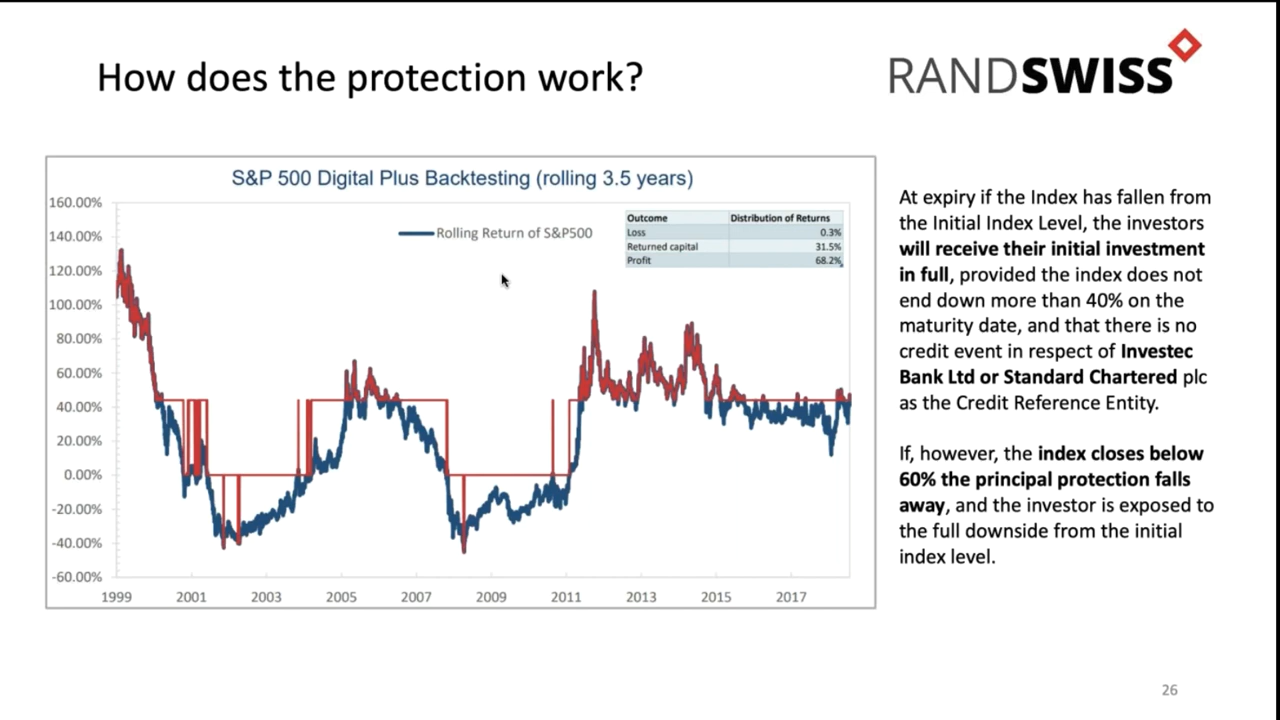 How does the protection work?
RANDSWISS
S&P 500 Digital Plus Backtesting (rolling 3.5 years)
160.00%
140.00%
120.00%
100.00%
80.00%
60.00%
40.00%
20.00%
0.00%
-20.00%
-40.00%
-60.00%
Rolling Return of S&P500
Outcome Distribution of Returns
Loss 0.3%
Returned capital 31.5%
Profit 68.2%
1999 2001 2003 2005 2007 2009 2011 2013 2015 2017
At expiry if the Index has fallen from
the Initial Index Level, the investors
will receive their initial investment
in full, provided the index does not
end down more than 40% on the
maturity date, and that there is no
credit event in respect of Investec
Bank Ltd or Standard Chartered plc
as the Credit Reference Entity.
If, however, the index closes below
60% the principal protection falls
away, and the investor is exposed to
the full downside from the initial
index level.
26